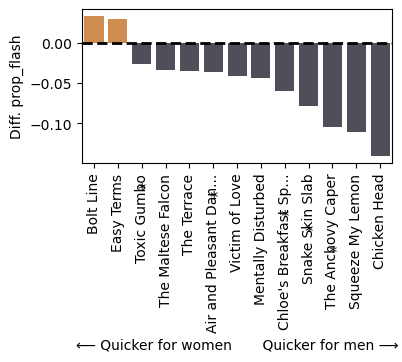 Diff. prop_flash
0.00
−0.05
−0.10
Bolt Line
Easy Terms
Toxic Gumbo
The Maltese Falcon
The Terrace
Air and Pleasant Dan...
Victim of Love
Mentally Disturbed
Chloe's Breakfast Sp...
Snake Skin Slab
The Anchovy Caper
Squeeze My Lemon
Chicken Head
⟵ Quicker for women
Quicker for men ⟶